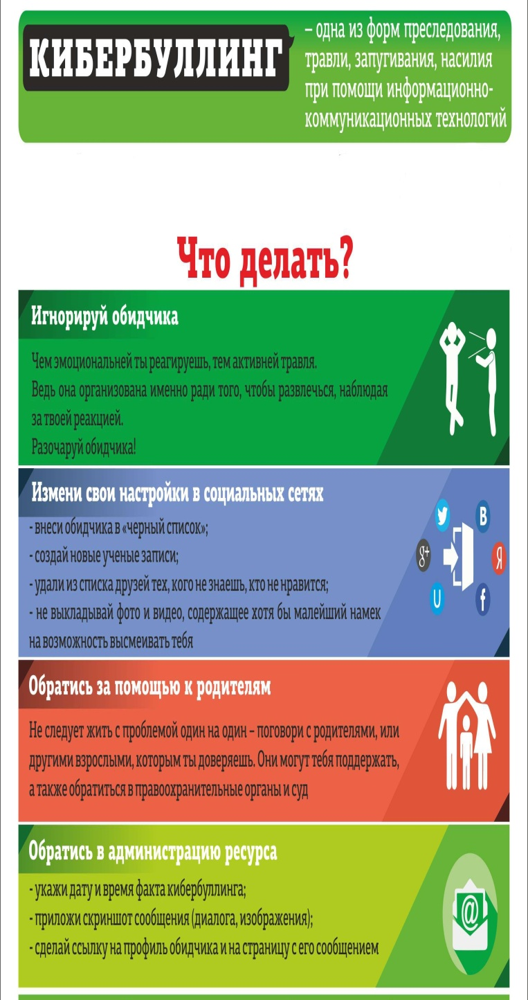 КИБЕРБУЛЛИНГ
– одна из форм преследования,
травли, запугивания, насилия
при помощи информационно-
коммуникационных технологий
Что делать?
Игнорируй обидчика
Чем эмоциональней ты реагируешь, тем активней травля.
Ведь она организована именно ради того, чтобы развлечься, наблюдая
за твоей реакцией.
Разочаруй обидчика!
Измени свои настройки в социальных сетях
- внеси обидчика в «черный список»;
- создай новые ученые записи;
- удали из списка друзей тех, кого не знаешь, кто не нравится;
- не выкладывай фото и видео, содержащее хотя бы малейший намек
на возможность высмеивать тебя
B
g+
Я
U
f
Обратись за помощью к родителям
Не следует жить с проблемой один на один – поговори с родителями, или
другими взрослыми, которым ты доверяешь. Они могут тебя поддержать,
а также обратиться в правоохранительные органы и суд
Обратись в администрацию ресурса
- укажи дату и время факта кибербуллинга;
- приложи скриншот сообщения (диалога, изображения);
- сделай ссылку на профиль обидчика и на страницу с его сообщением
@